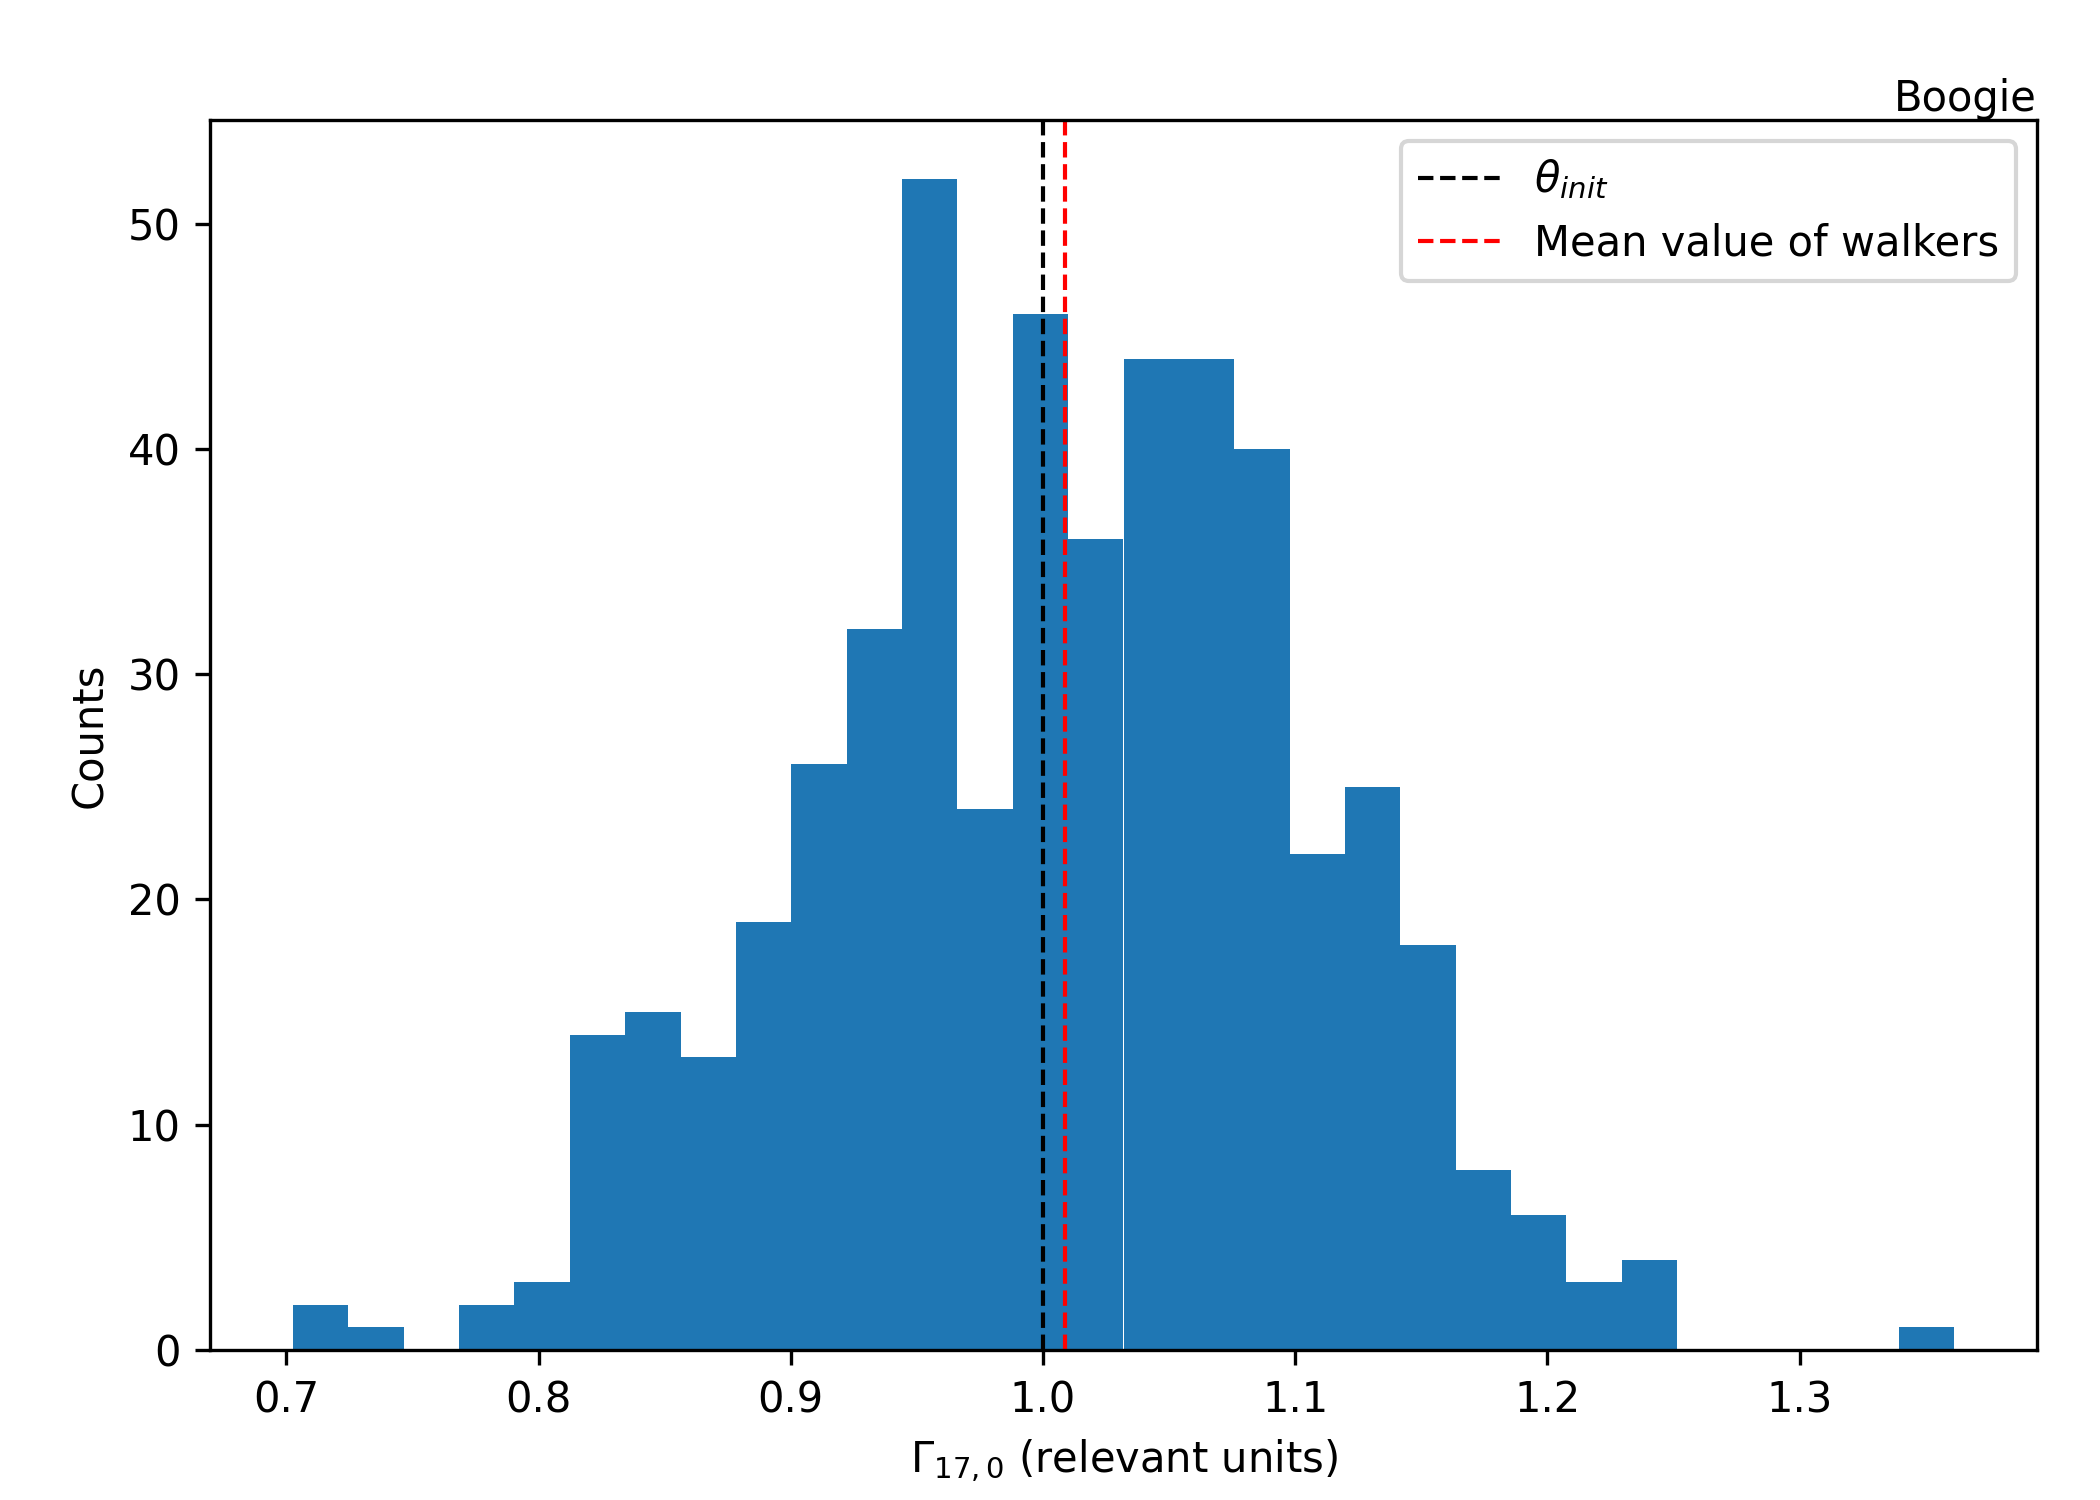 Boogie
θinit
Mean value of walkers
50
40
30
20
10
0
Counts
0.7 0.8 0.9 1.0 1.1 1.2 1.3
Γ17,0 (relevant units)